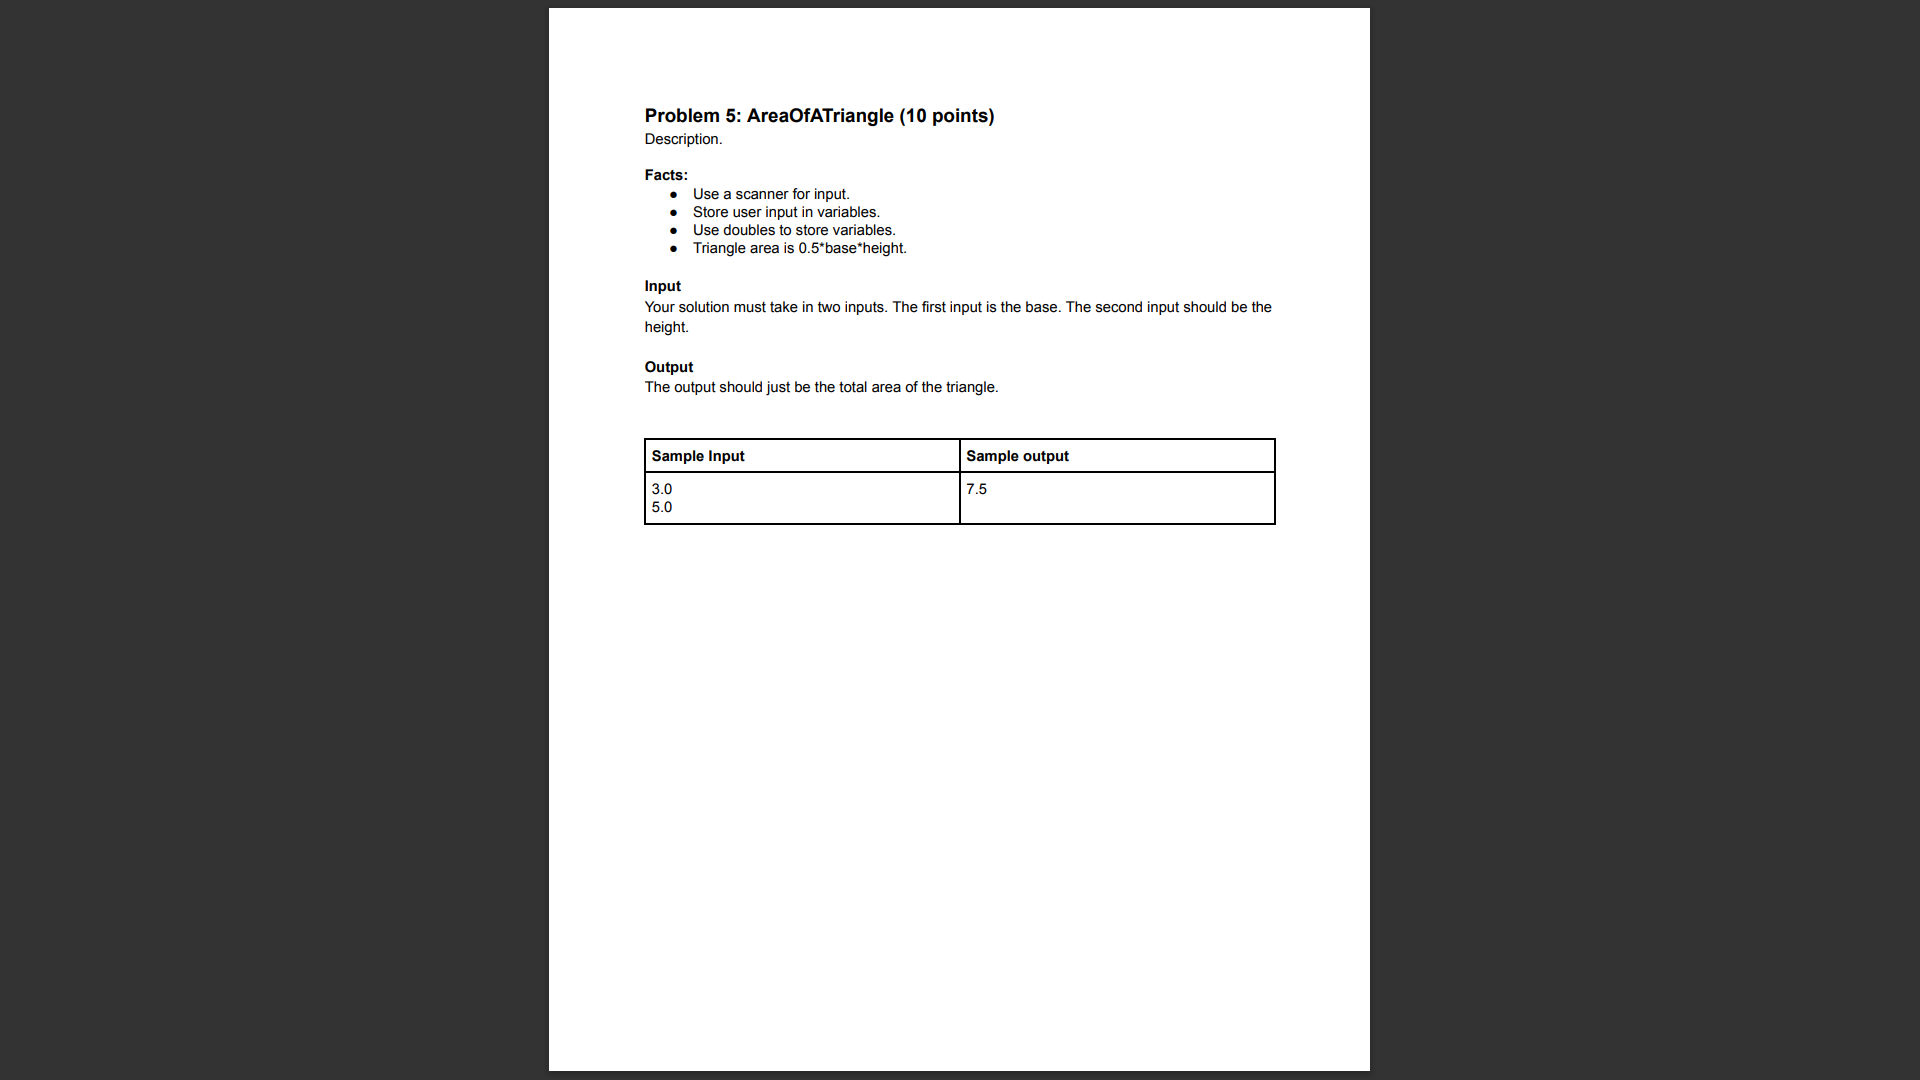 Problem 5: AreaOfATriangle (10 points)
Description.
Facts:
● Use a scanner for input.
● Store user input in variables.
● Use doubles to store variables.
● Triangle area is 0.5*base*height.
Input
Your solution must take in two inputs. The first input is the base. The second input should be the
height.
Output
The output should just be the total area of the triangle.
Sample Input Sample output
3.0 7.5
5.0